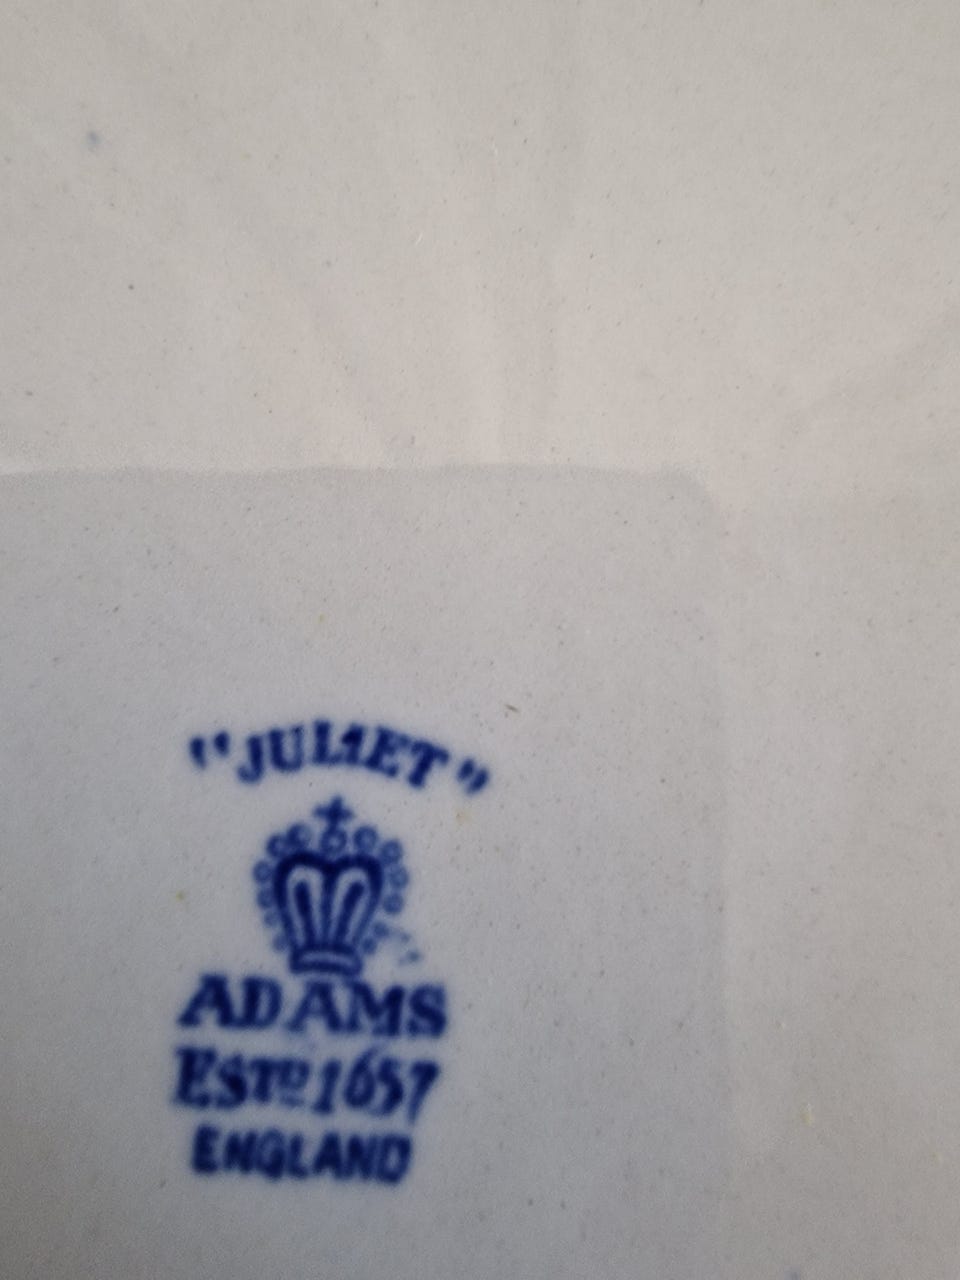 "JULIET"
ADAMS
ESTD 1657
ENGLAND